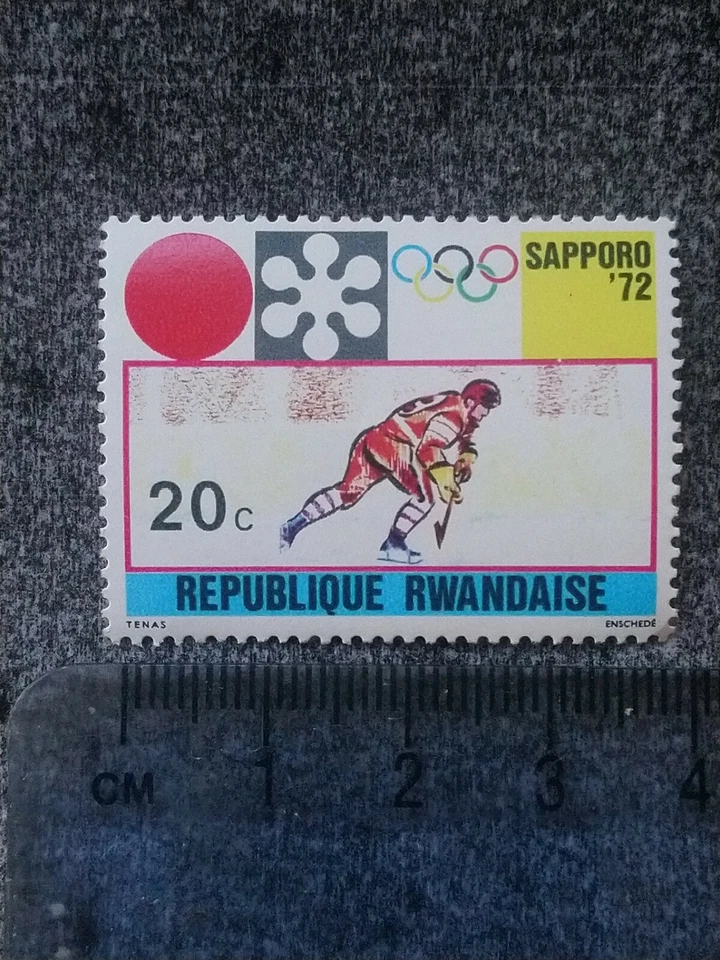 SAPPORO
'72
20c
REPUBLIQUE RWANDAISE
TENAS
ENSCHEDÉ
CM 1 2 3 4